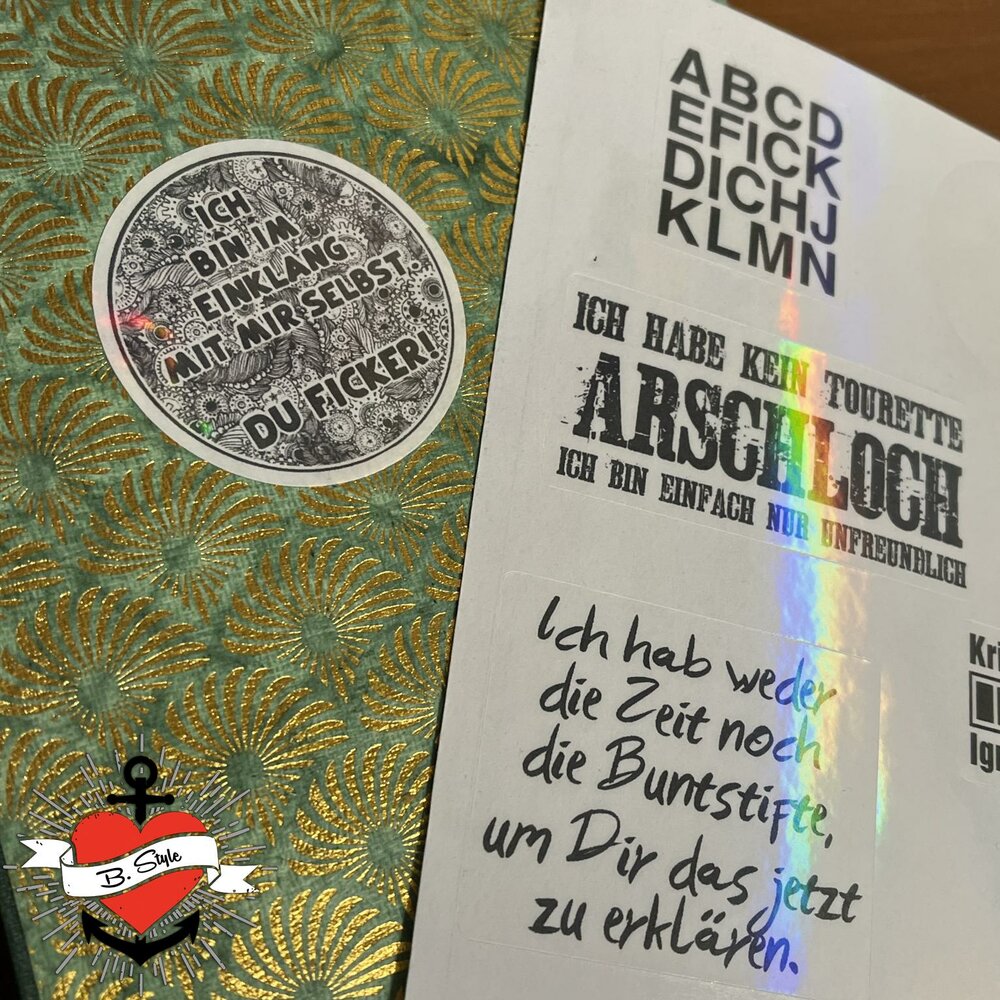 ICH
BIN IM
EINKLANG
MIT MIR SELBST.
DU FICKER!
ABCD
EFICK
DICHJ
KLMN
ICH HABE KEIN TOURETTE
ARSCHLOCH
ICH BIN EINFACH NUR UNFREUNDLICH
Ich hab weder
die Zeit noch
die Buntstifte,
um Dir das jetzt
zu erklären.
B. Style